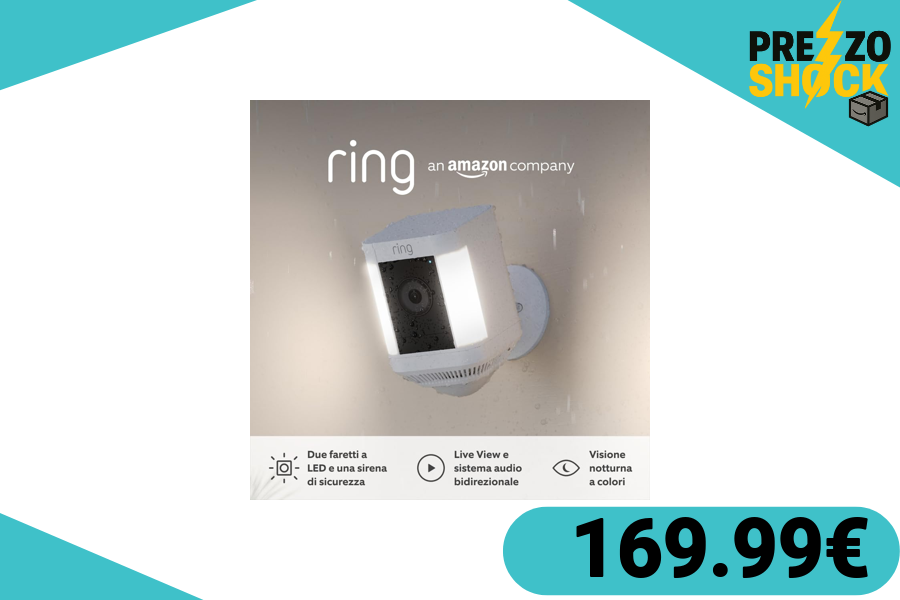 PREZZO
SHOCK
ring an amazon company
ring
Due faretti a
LED e una sirena
di sicurezza
Live View e
sistema audio
bidirezionale
Visione
notturna
a colori
169.99€